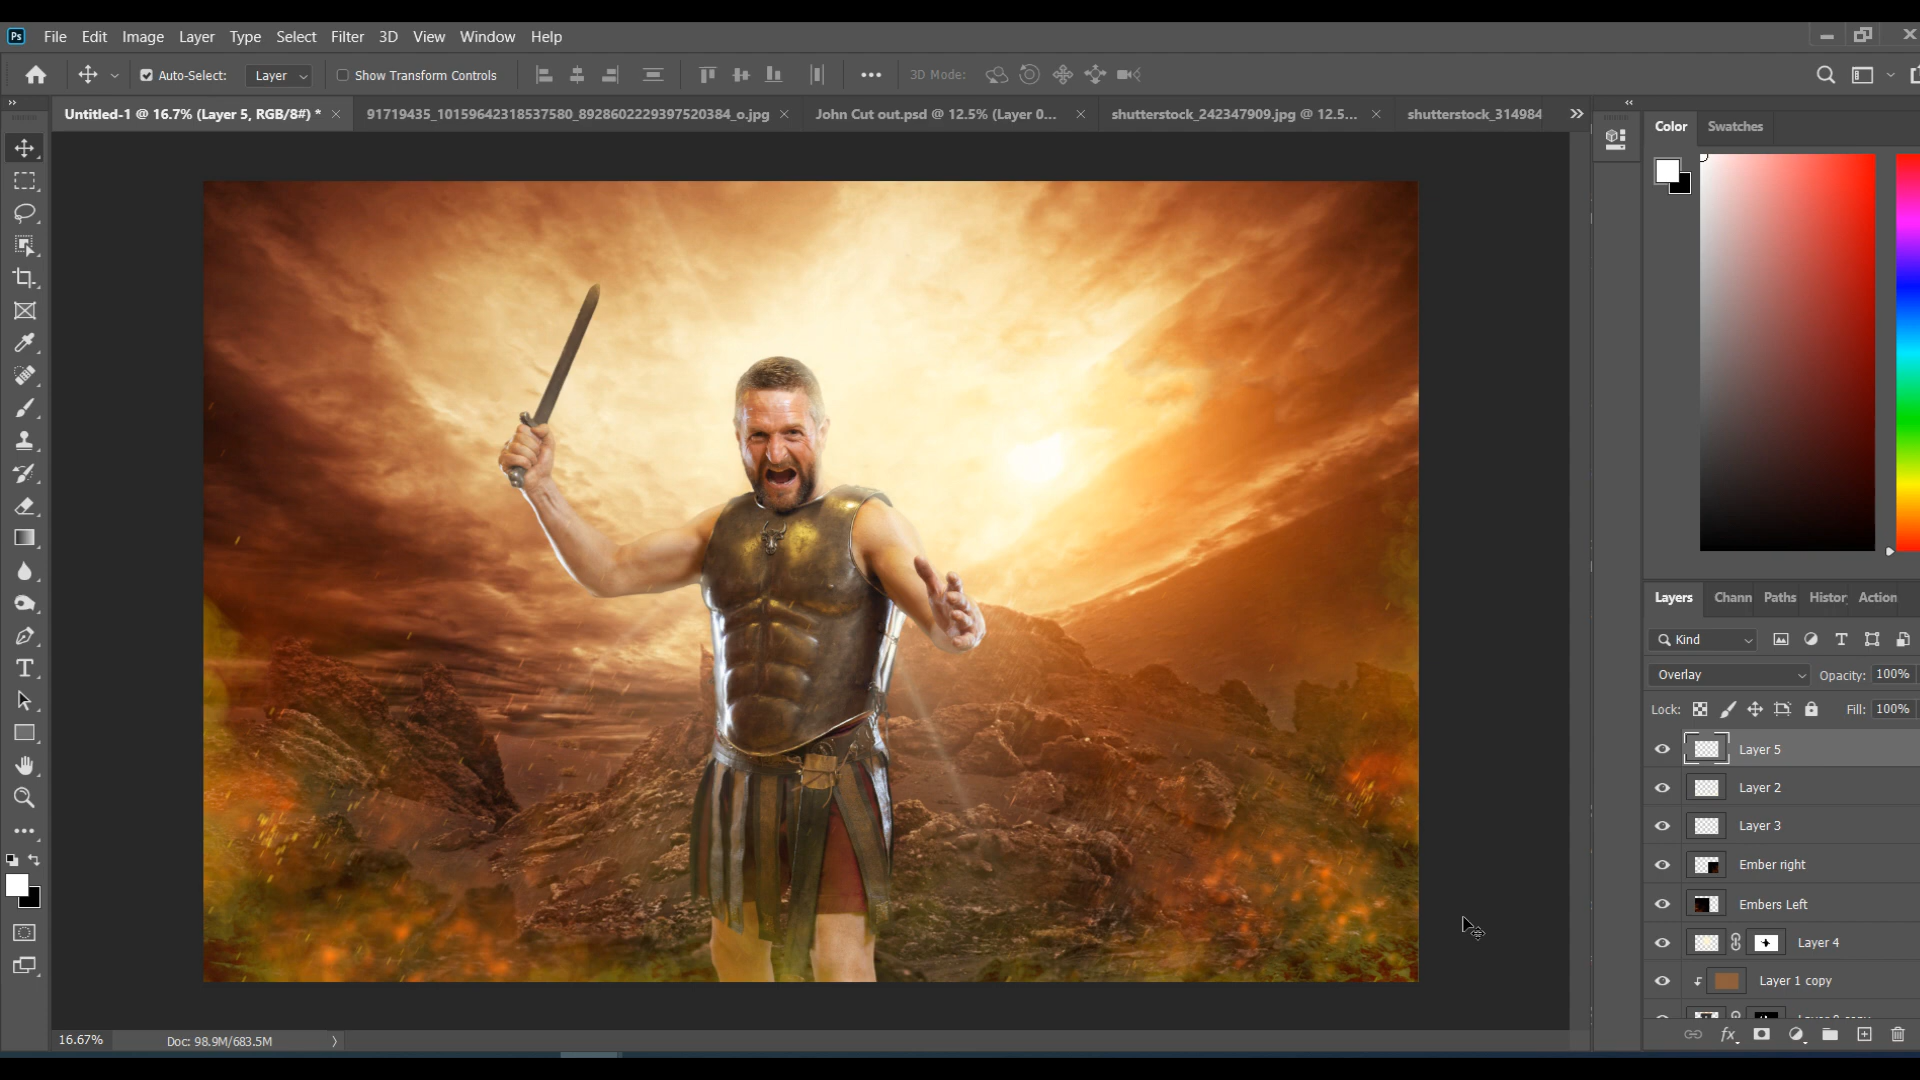 Ps File Edit Image Layer Type Select Filter 3D View Window Help
Auto-Select: Layer Show Transform Controls 3D Mode:
Untitled-1 @ 16.7% (Layer 5, RGB/8#) * 91719435_10159642318537580_8928602229397520384_o.jpg John Cut out.psd @ 12.5% (Layer 0... shutterstock_242347909.jpg @ 12.5... shutterstock_314984
Color Swatches
Layers Chann Paths Histor Action
Kind
Overlay Opacity: 100%
Lock: Fill: 100%
Layer 5
Layer 2
Layer 3
Ember right
Embers Left
Layer 4
Layer 1 copy
fx
16.67% Doc: 98.9M/683.5M